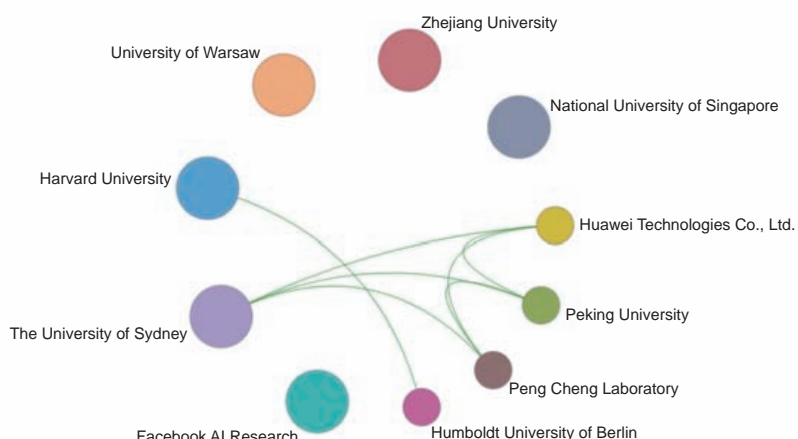 Zhejiang University
University of Warsaw
National University of Singapore
Harvard University
Huawei Technologies Co., Ltd.
Peking University
The University of Sydney
Peng Cheng Laboratory
Facebook AI Research
Humboldt University of Berlin